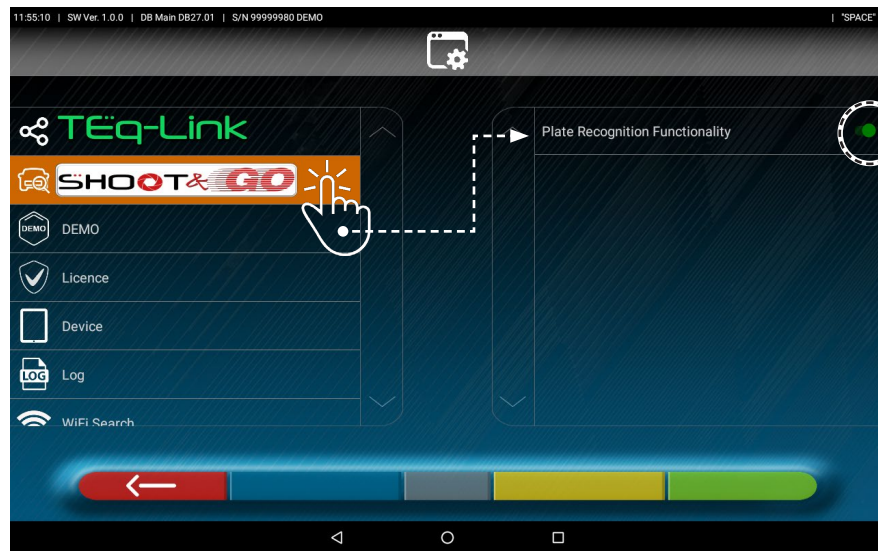 11:55:10 | SW Ver. 1.0.0 | DB Main DB27.01 | S/N 99999980 DEMO | "SPACE"
TEq-Link
SHOOT& GO
Plate Recognition Functionality
DEMO
DEMO
Licence
Device
LOG
Log
WiFi Search